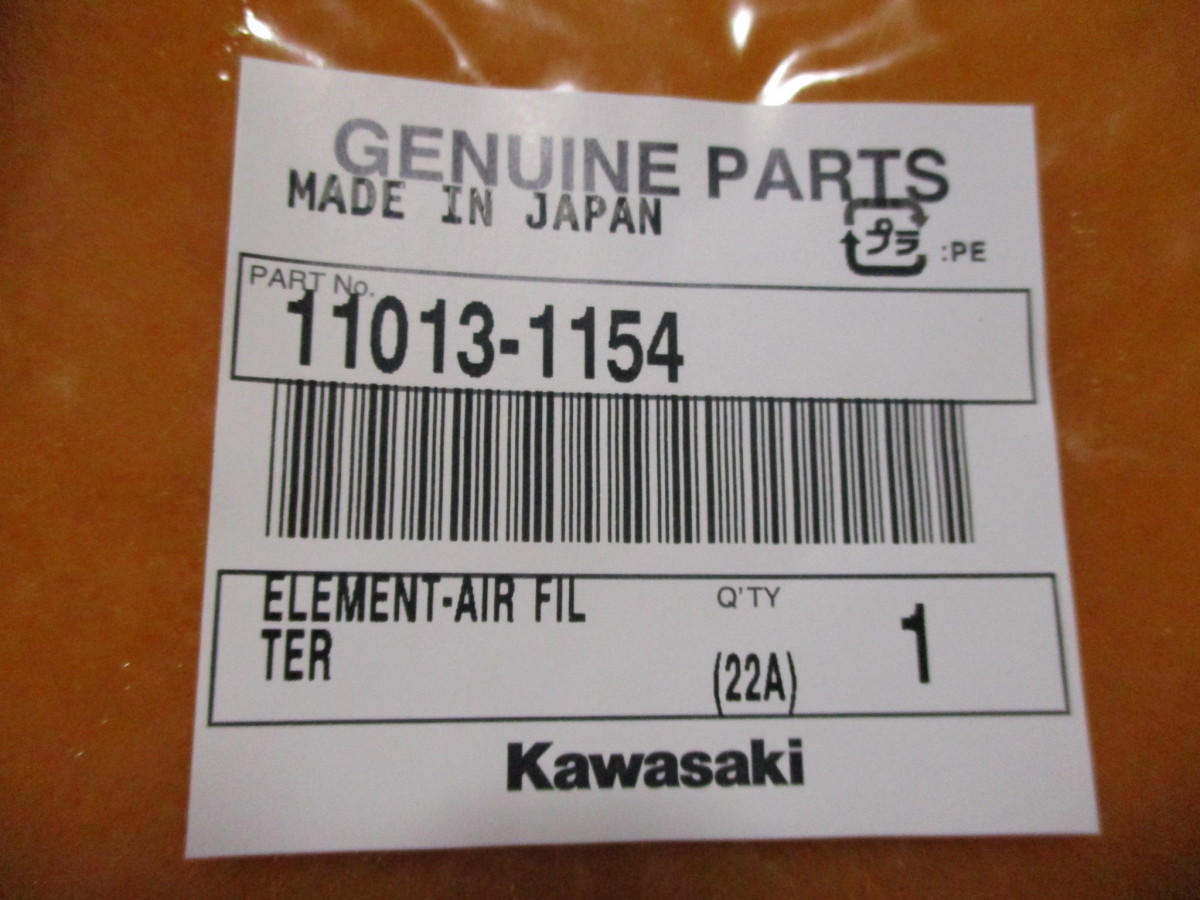 GENUINE PARTS
MADE IN JAPAN
プラ :PE
PART No.
11013-1154
ELEMENT-AIR FIL
TER
Q'TY
(22A)
1
Kawasaki